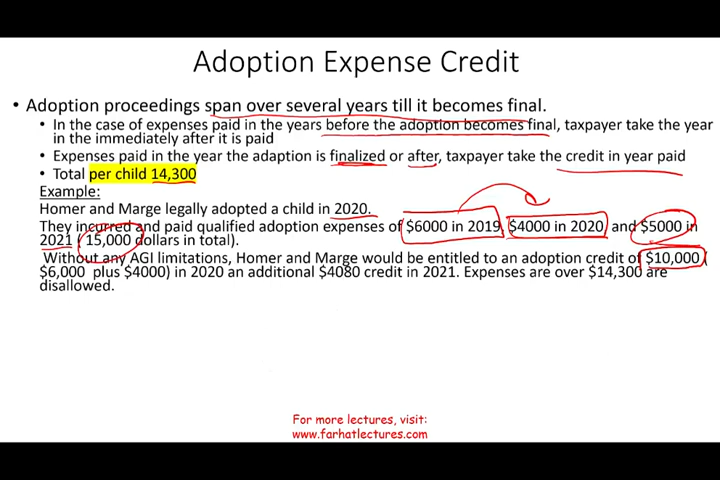 Adoption Expense Credit
• Adoption proceedings span over several years till it becomes final.
• In the case of expenses paid in the years before the adoption becomes final, taxpayer take the year
in the immediately after it is paid
• Expenses paid in the year the adaption is finalized or after, taxpayer take the credit in year paid
• Total per child 14,300
Example:
Homer and Marge legally adopted a child in 2020.
They incurred and paid qualified adoption expenses of $6000 in 2019, $4000 in 2020 and $5000 in
2021 (15,000 dollars in total).
Without any AGI limitations, Homer and Marge would be entitled to an adoption credit of $10,000 (
$6,000 plus $4000) in 2020 an additional $4080 credit in 2021. Expenses are over $14,300 are
disallowed.
For more lectures, visit:
www.farhatlectures.com